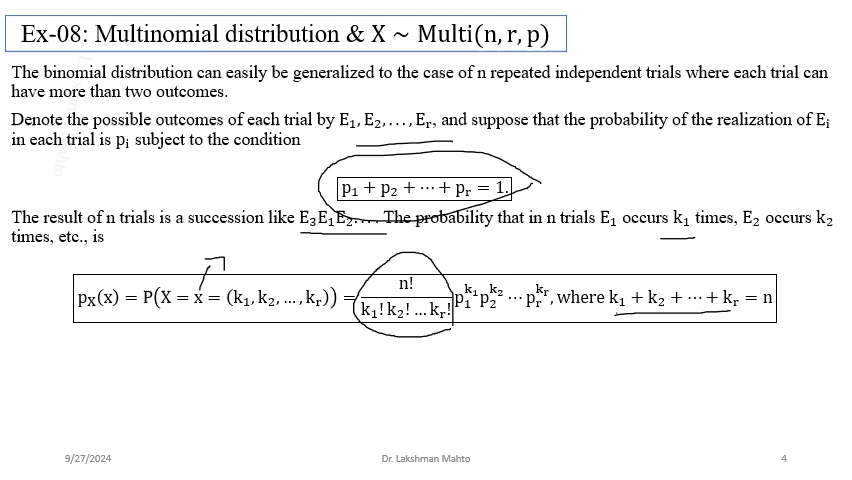 Ex-08: Multinomial distribution & X ~ Multi(n, r, p)
The binomial distribution can easily be generalized to the case of n repeated independent trials where each trial can
have more than two outcomes.
Denote the possible outcomes of each trial by E₁, E₂, …, Eᵣ, and suppose that the probability of the realization of Eᵢ
in each trial is pᵢ subject to the condition
p₁ + p₂ + ⋯ + pᵣ = 1.
The result of n trials is a succession like E₃E₁E₂…. The probability that in n trials E₁ occurs k₁ times, E₂ occurs k₂
times, etc., is
p_X(x) = P(X = x = (k₁, k₂, …, kᵣ)) = n! / (k₁! k₂! … kᵣ!) p₁^k₁ p₂^k₂ ⋯ pᵣ^kᵣ, where k₁ + k₂ + ⋯ + kᵣ = n
9/27/2024
Dr. Lakshman Mahto
4